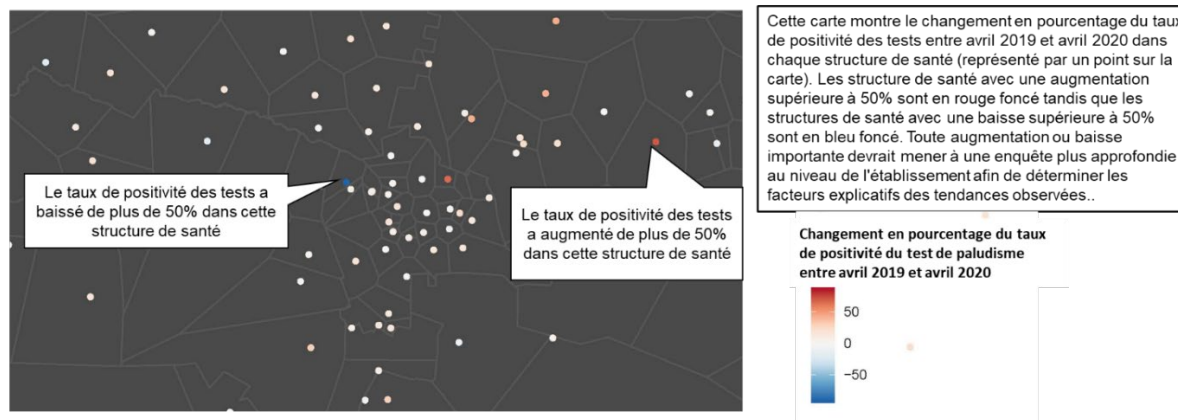 Le taux de positivité des tests a
baissé de plus de 50% dans cette
structure de santé
Le taux de positivité des tests
a augmenté de plus de 50%
dans cette structure de santé
Cette carte montre le changement en pourcentage du taux
de positivité des tests entre avril 2019 et avril 2020 dans
chaque structure de santé (représenté par un point sur la
carte). Les structure de santé avec une augmentation
supérieure à 50% sont en rouge foncé tandis que les
structures de santé avec une baisse supérieure à 50%
sont en bleu foncé. Toute augmentation ou baisse
importante devrait mener à une enquête plus approfondie
au niveau de l'établissement afin de déterminer les
facteurs explicatifs des tendances observées..
Changement en pourcentage du taux
de positivité du test de paludisme
entre avril 2019 et avril 2020
50
0
−50